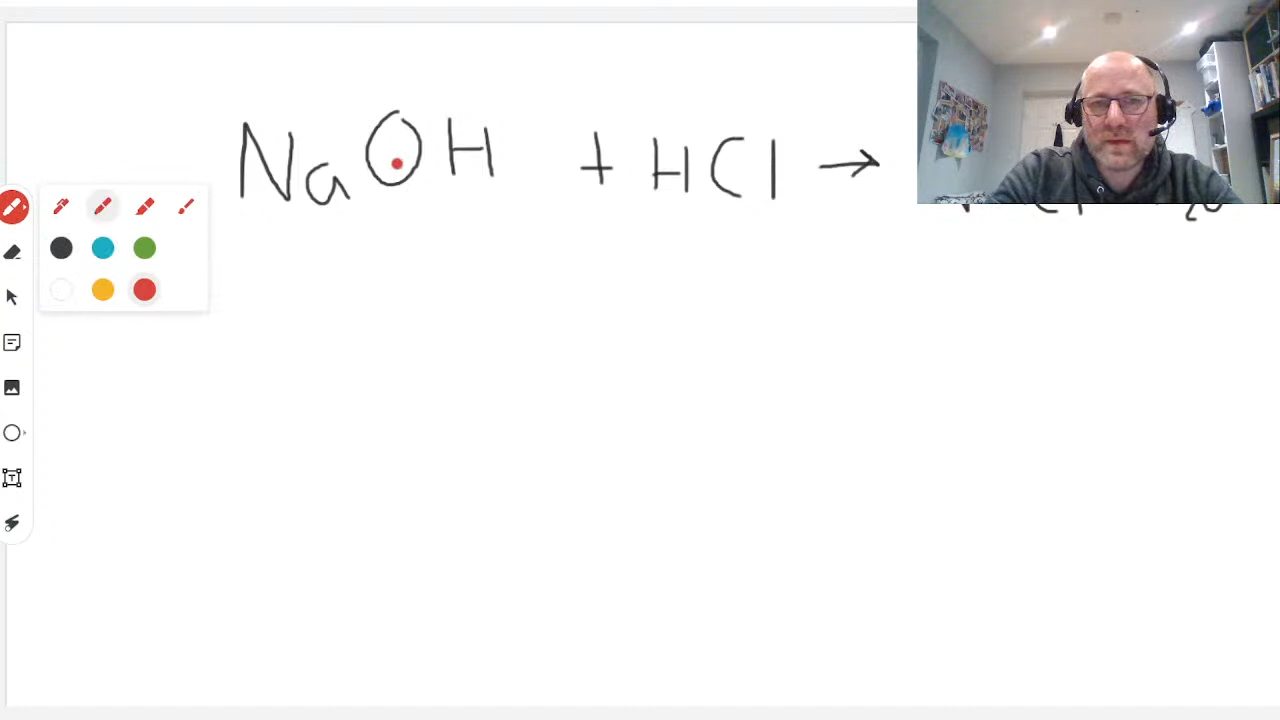 NaOH + HCl →